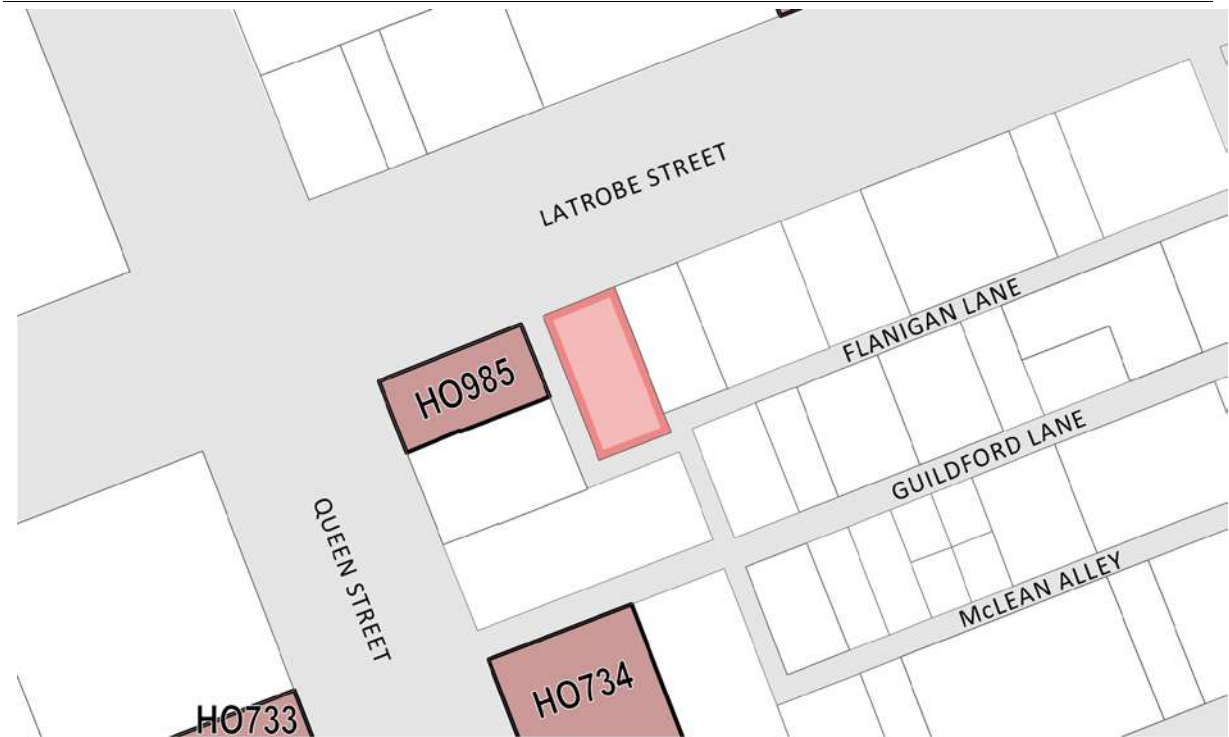 LATROBE STREET
FLANIGAN LANE
HO985
GUILDFORD LANE
QUEEN STREET
McLEAN ALLEY
HO734
HO733